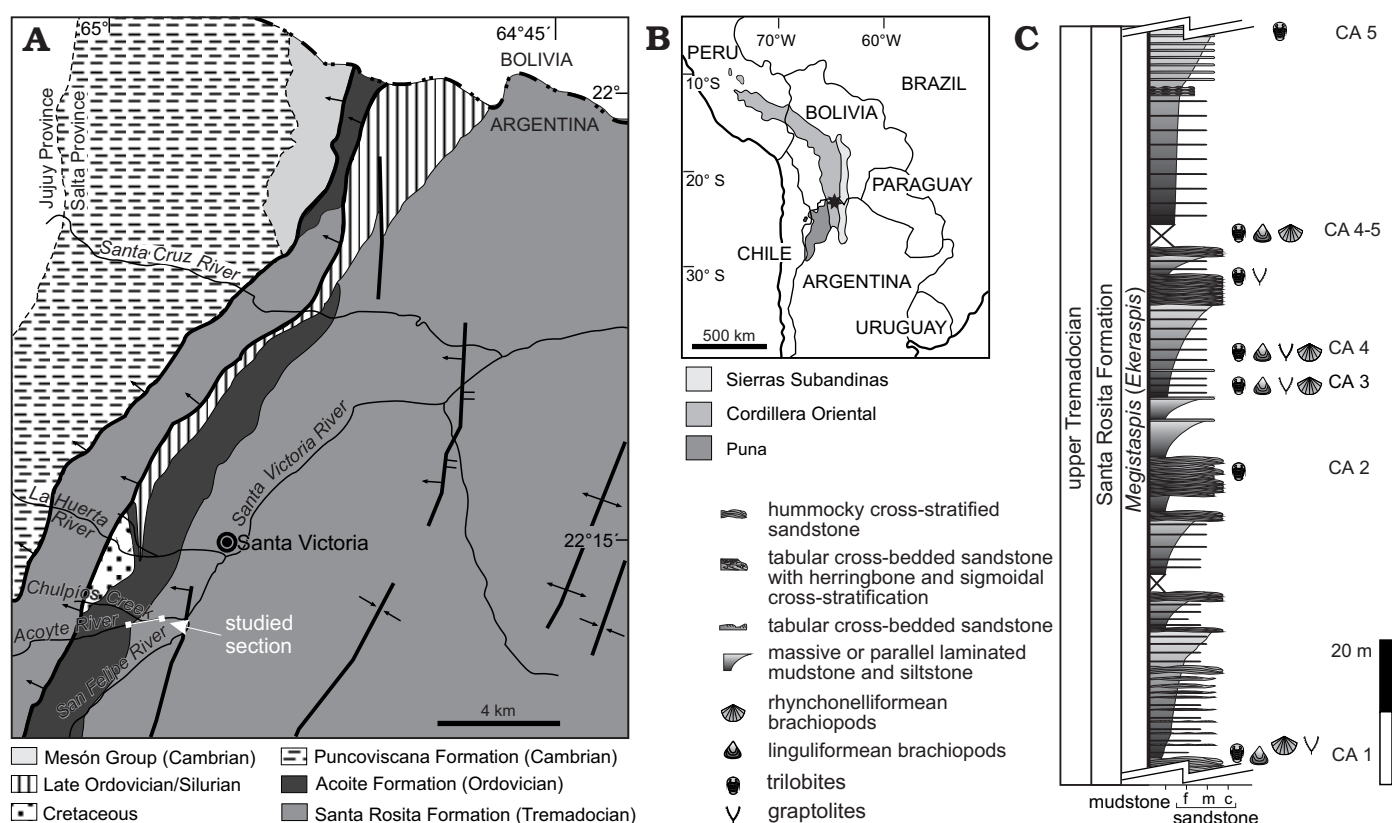 A
65°
64°45'
BOLIVIA
22°
ARGENTINA
Jujuy Province
Salta Province
Santa Cruz River
Santa Victoria River
La Huerta
River
Santa Victoria
22°15'
Chulpíos Creek
Acoyte River
San Felipe River
studied
section
4 km
Mesón Group (Cambrian)
Late Ordovician/Silurian
Cretaceous
Puncoviscana Formation (Cambrian)
Acoite Formation (Ordovician)
Santa Rosita Formation (Tremadocian)
B
70°W
60°W
PERU
10°S
BRAZIL
BOLIVIA
20° S
PARAGUAY
CHILE
30° S
ARGENTINA
URUGUAY
500 km
Sierras Subandinas
Cordillera Oriental
Puna
hummocky cross-stratified
sandstone
tabular cross-bedded sandstone
with herringbone and sigmoidal
cross-stratification
tabular cross-bedded sandstone
massive or parallel laminated
mudstone and siltstone
rhynchonelliformean
brachiopods
linguliformean brachiopods
trilobites
graptolites
C
upper Tremadocian
Santa Rosita Formation
Megistaspis (Ekeraspis)
CA 5
CA 4-5
CA 4
CA 3
CA 2
20 m
CA 1
mudstone
f m c
sandstone